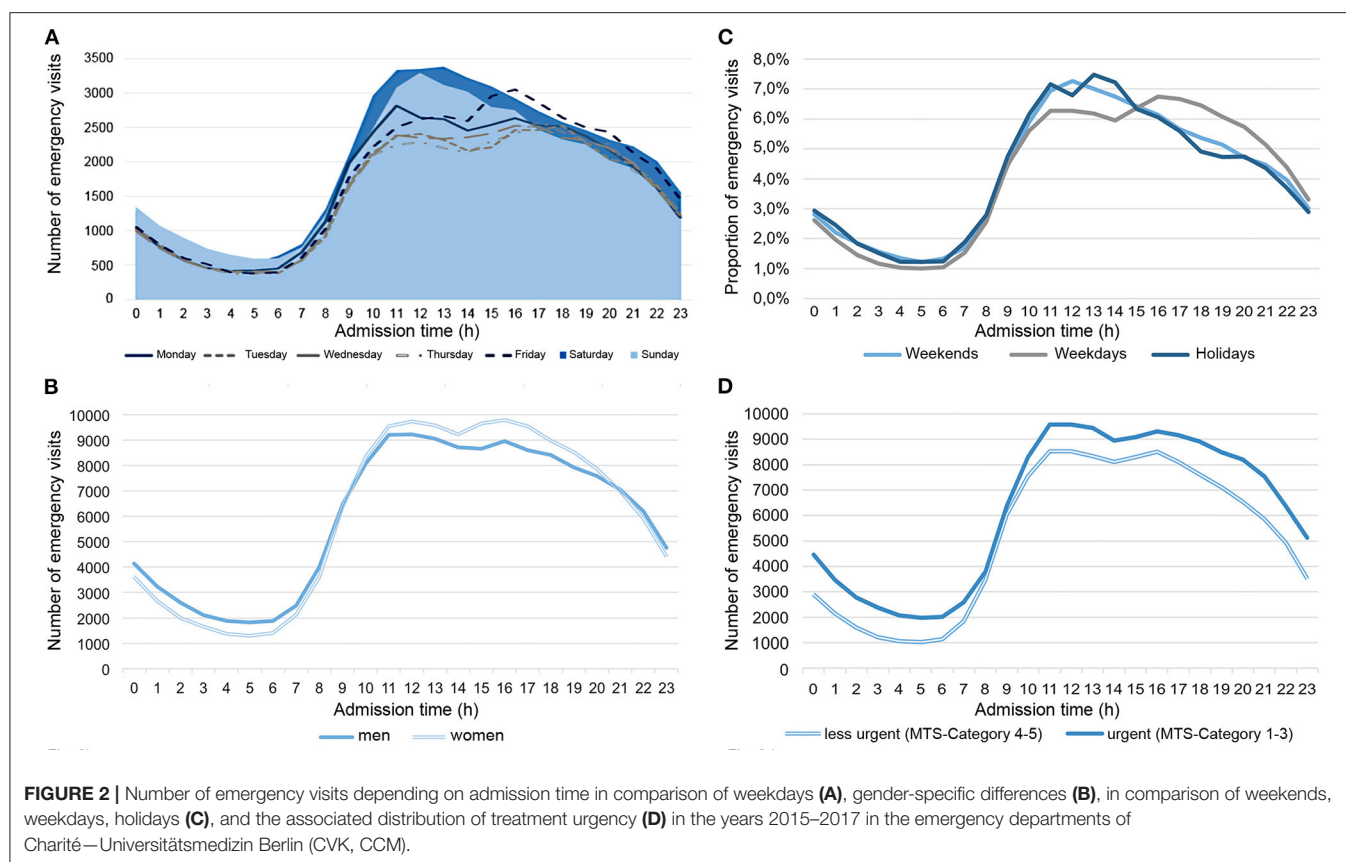 A
Number of emergency visits
3500
3000
2500
2000
1500
1000
500
0
0 1 2 3 4 5 6 7 8 9 10 11 12 13 14 15 16 17 18 19 20 21 22 23
Admission time (h)
Monday Tuesday Wednesday Thursday Friday Saturday Sunday
C
Proportion of emergency visits
8,0%
7,0%
6,0%
5,0%
4,0%
3,0%
2,0%
1,0%
0,0%
0 1 2 3 4 5 6 7 8 9 10 11 12 13 14 15 16 17 18 19 20 21 22 23
Admission time (h)
Weekends Weekdays Holidays
B
Number of emergency visits
10000
9000
8000
7000
6000
5000
4000
3000
2000
1000
0
0 1 2 3 4 5 6 7 8 9 10 11 12 13 14 15 16 17 18 19 20 21 22 23
Admission time (h)
men women
D
Number of emergency visits
10000
9000
8000
7000
6000
5000
4000
3000
2000
1000
0
0 1 2 3 4 5 6 7 8 9 10 11 12 13 14 15 16 17 18 19 20 21 22 23
Admission time (h)
less urgent (MTS-Category 4-5) urgent (MTS-Category 1-3)
FIGURE 2 | Number of emergency visits depending on admission time in comparison of weekdays (A), gender-specific differences (B), in comparison of weekends,
weekdays, holidays (C), and the associated distribution of treatment urgency (D) in the years 2015–2017 in the emergency departments of
Charité—Universitätsmedizin Berlin (CVK, CCM).